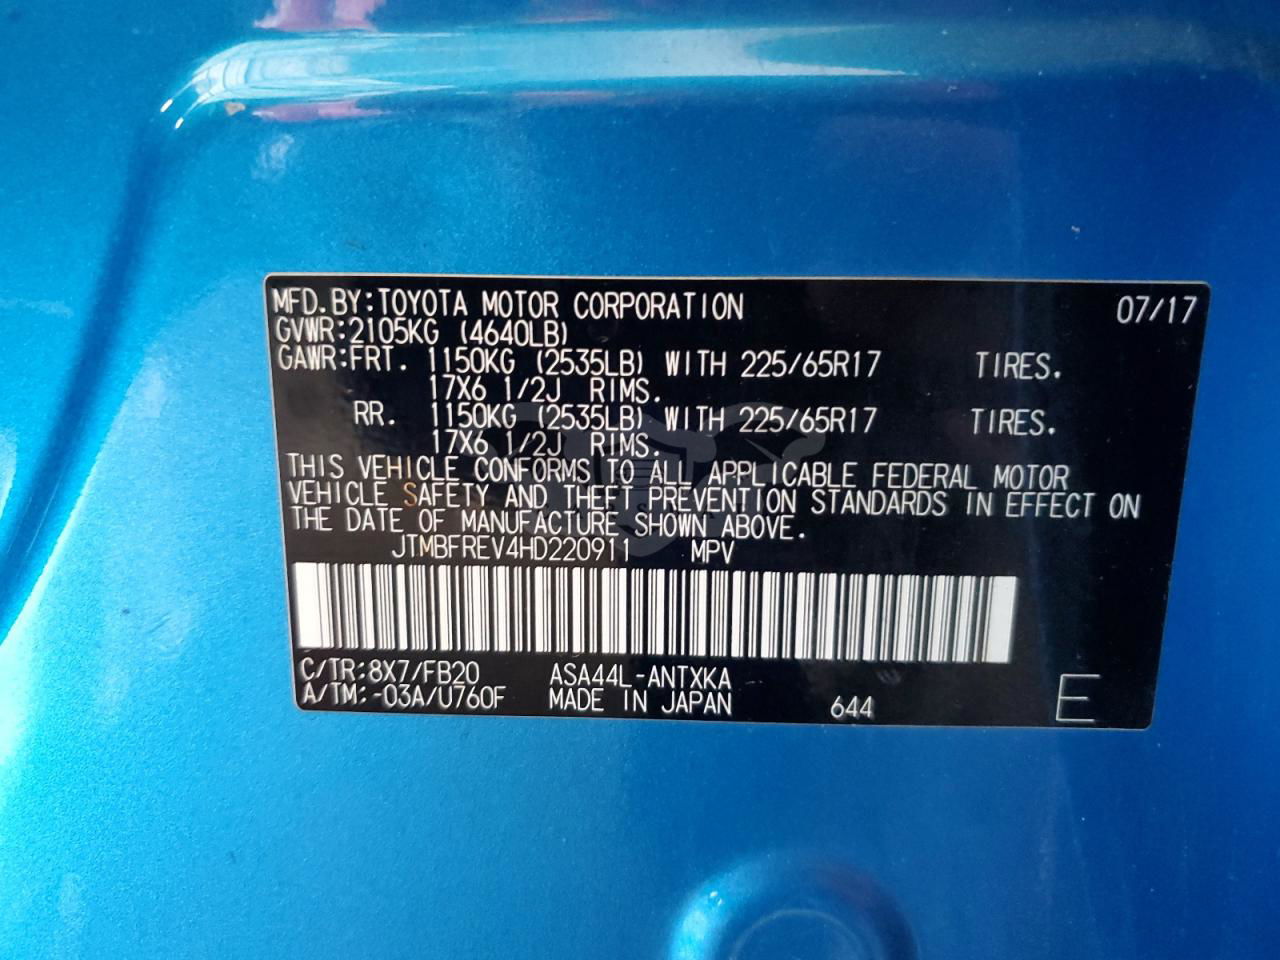 MFD.BY:TOYOTA MOTOR CORPORATION 07/17
GVWR:2105KG (4640LB)
GAWR:FRT. 1150KG (2535LB) WITH 225/65R17 TIRES.
17X6 1/2J RIMS.
RR. 1150KG (2535LB) WITH 225/65R17 TIRES.
17X6 1/2J RIMS.
THIS VEHICLE CONFORMS TO ALL APPLICABLE FEDERAL MOTOR
VEHICLE SAFETY AND THEFT PREVENTION STANDARDS IN EFFECT ON
THE DATE OF MANUFACTURE SHOWN ABOVE.
JTMBFREV4HD220911 MPV
C/TR:8X7/FB20 ASA44L-ANTXKA
A/TM:-03A/U760F MADE IN JAPAN 644 E